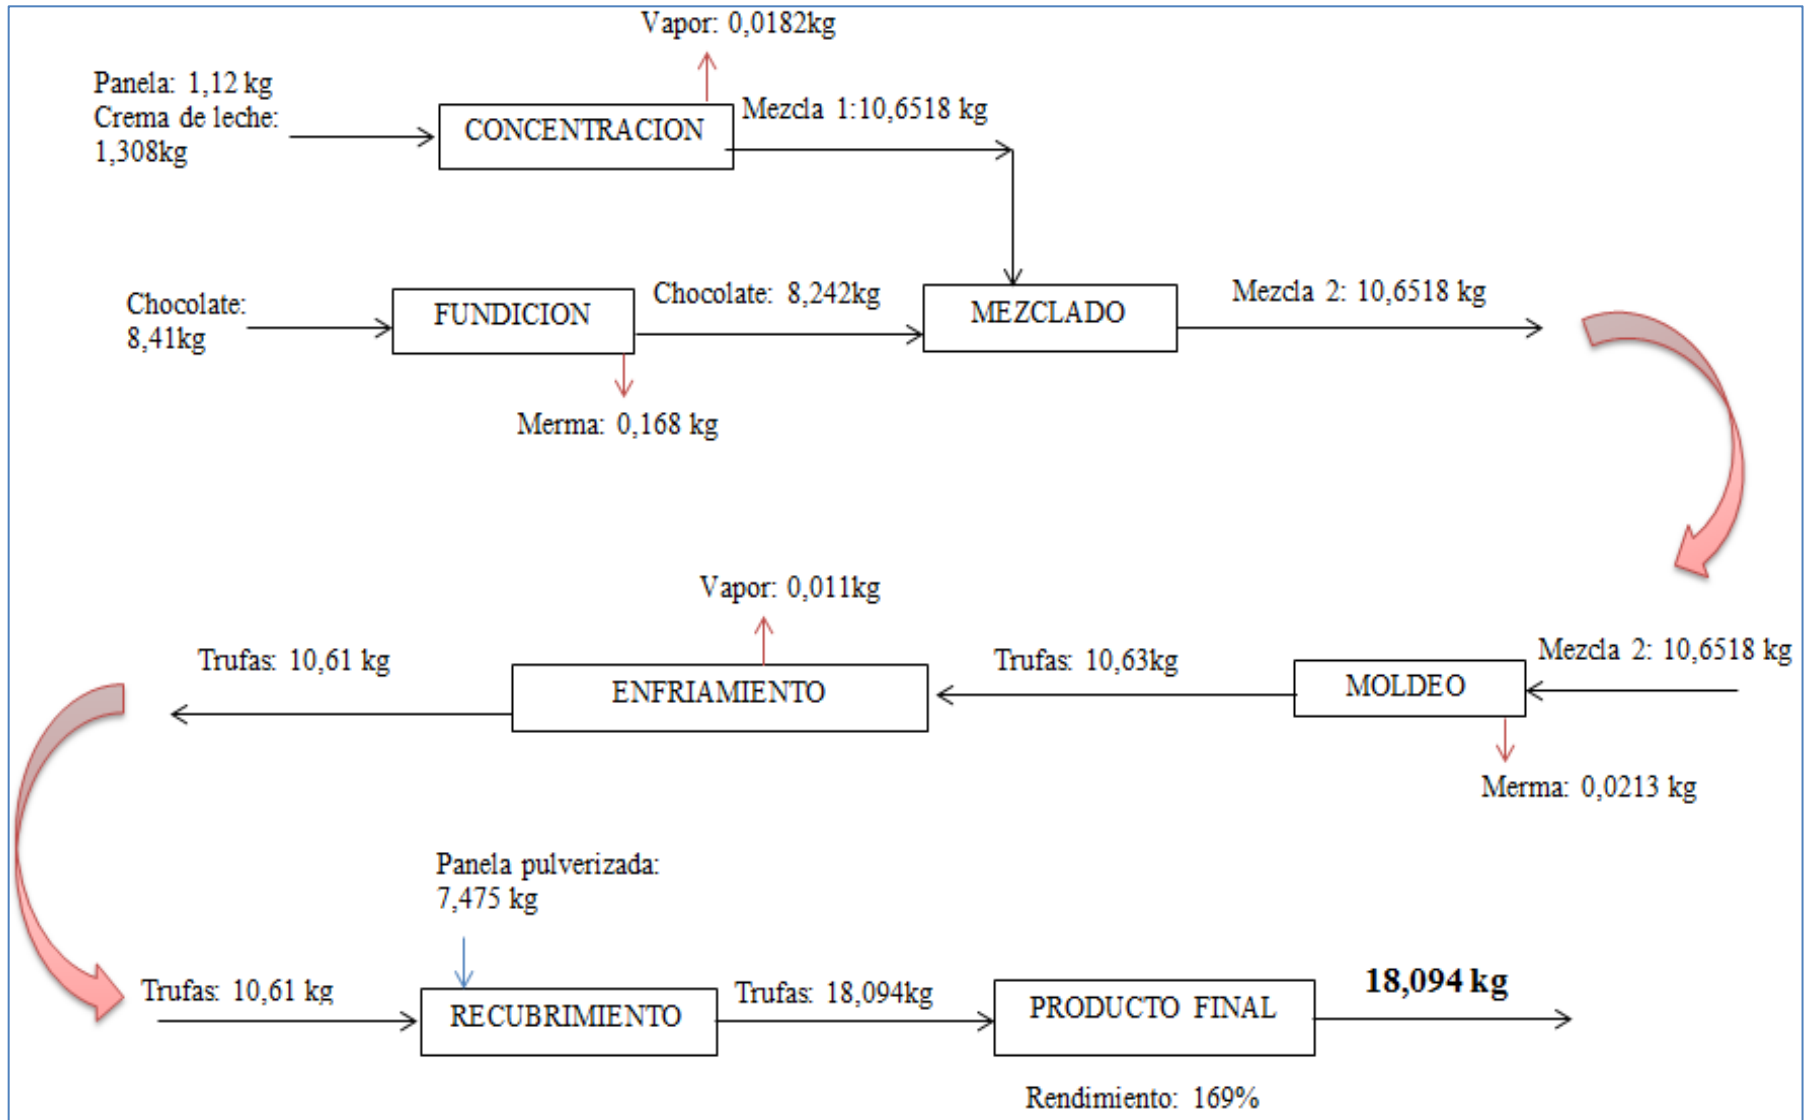 Vapor: 0,0182kg
Panela: 1,12 kg
Crema de leche:
1,308kg
CONCENTRACION
Mezcla 1:10,6518 kg
Chocolate:
8,41kg
FUNDICION
Chocolate: 8,242kg
MEZCLADO
Mezcla 2: 10,6518 kg
Merma: 0,168 kg
Vapor: 0,011kg
Trufas: 10,61 kg
ENFRIAMIENTO
Trufas: 10,63kg
MOLDEO
Mezcla 2: 10,6518 kg
Merma: 0,0213 kg
Panela pulverizada:
7,475 kg
Trufas: 10,61 kg
RECUBRIMIENTO
Trufas: 18,094kg
PRODUCTO FINAL
18,094 kg
Rendimiento: 169%